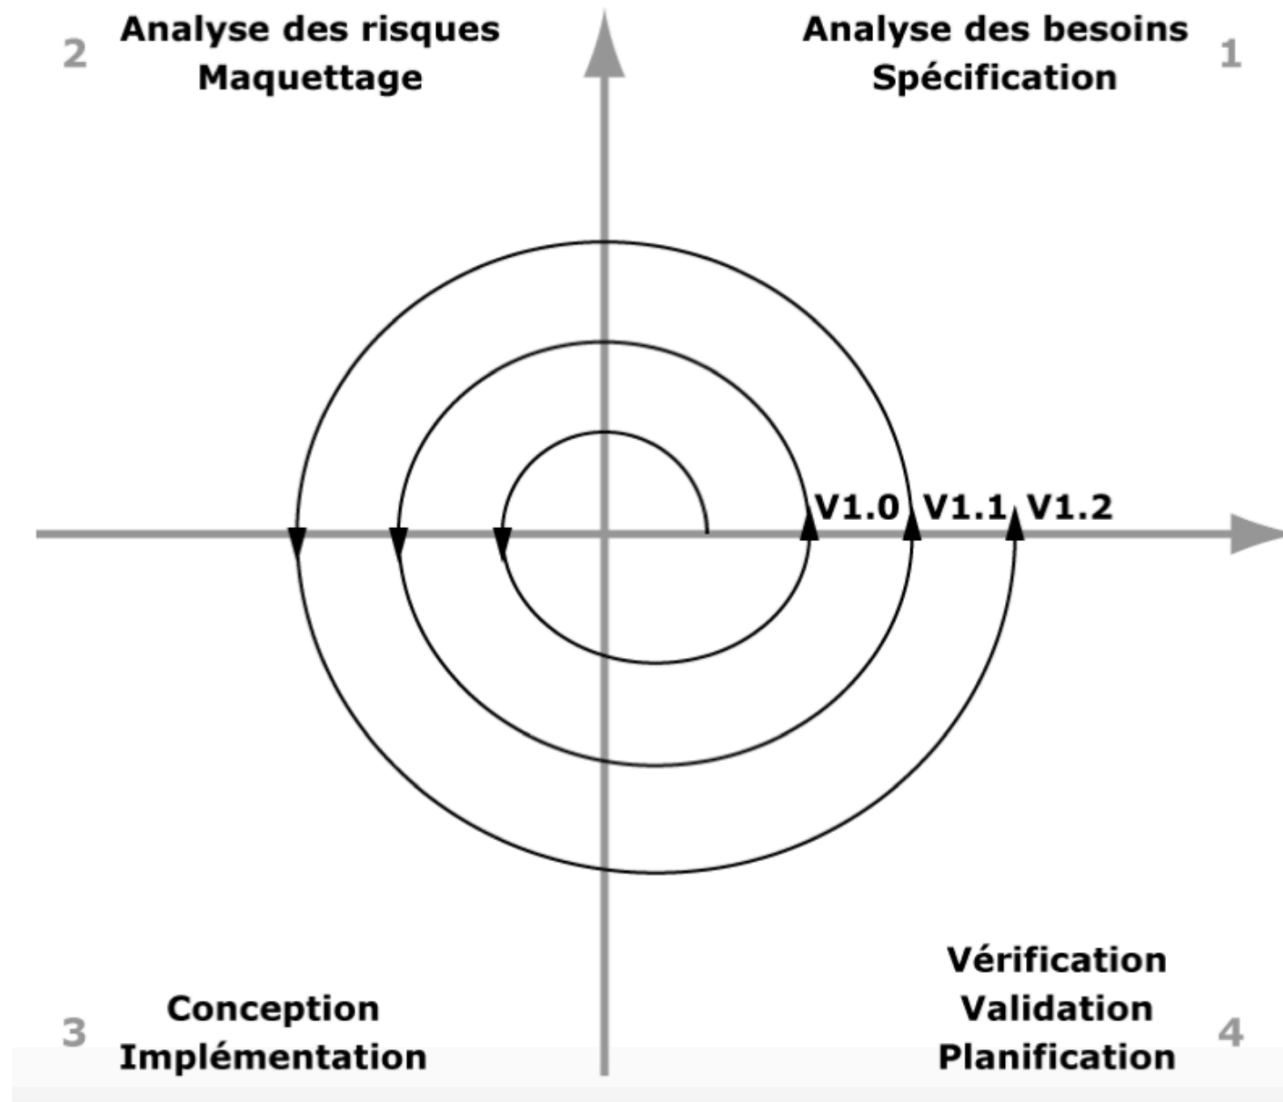 2
Analyse des risques
Maquettage
Analyse des besoins
Spécification
1
V1.0
V1.1
V1.2
3
Conception
Implémentation
Vérification
Validation
Planification
4